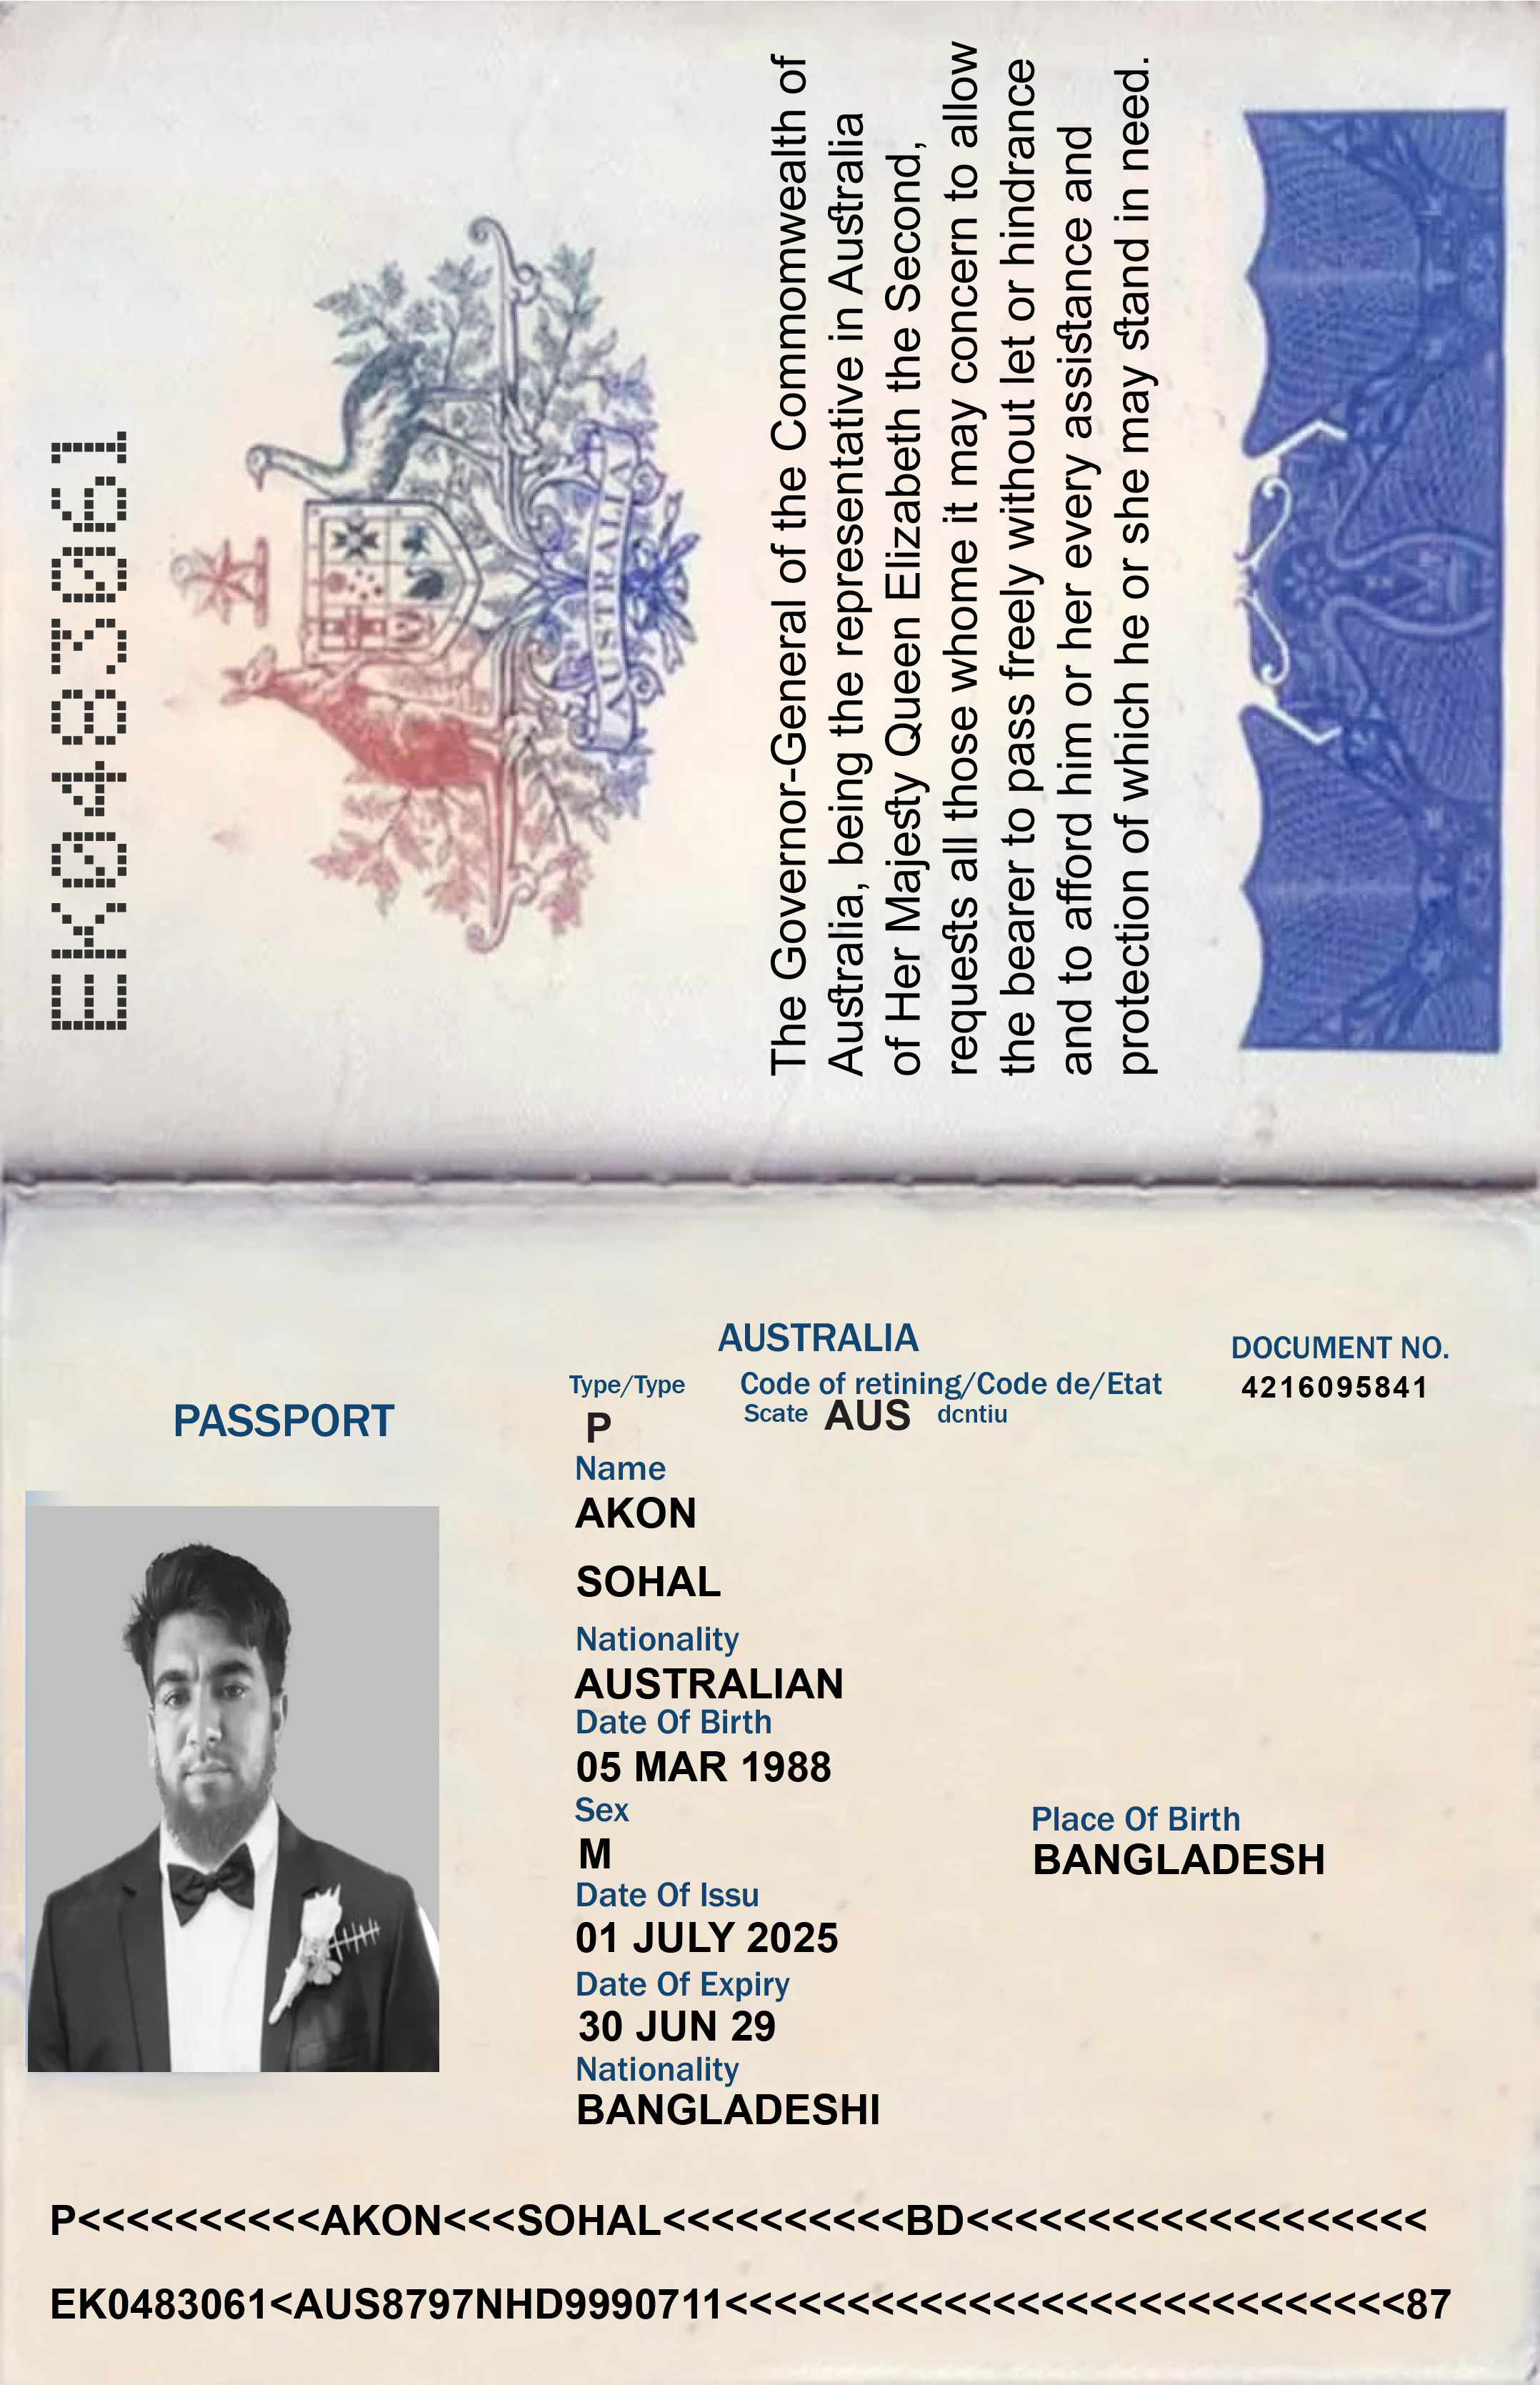 EK0483061
AUSTRALIA
The Governor-General of the Commonwealth of
Australia, being the representative in Australia
of Her Majesty Queen Elizabeth the Second,
requests all those whome it may concern to allow
the bearer to pass freely without let or hindrance
and to afford him or her every assistance and
protection of which he or she may stand in need.
AUSTRALIA
DOCUMENT NO.
4216095841
PASSPORT
Type/Type
Code of retining/Code de/Etat
P
Scate AUS dcntiu
Name
AKON
SOHAL
Nationality
AUSTRALIAN
Date Of Birth
05 MAR 1988
Sex
M
Place Of Birth
BANGLADESH
Date Of Issu
01 JULY 2025
Date Of Expiry
30 JUN 29
Nationality
BANGLADESHI
P<<<<<<<<<<AKON<<<SOHAL<<<<<<<<<<BD<<<<<<<<<<<<<<<<<<<
EK0483061<AUS8797NHD9990711<<<<<<<<<<<<<<<<<<<<<<<<<<<<87